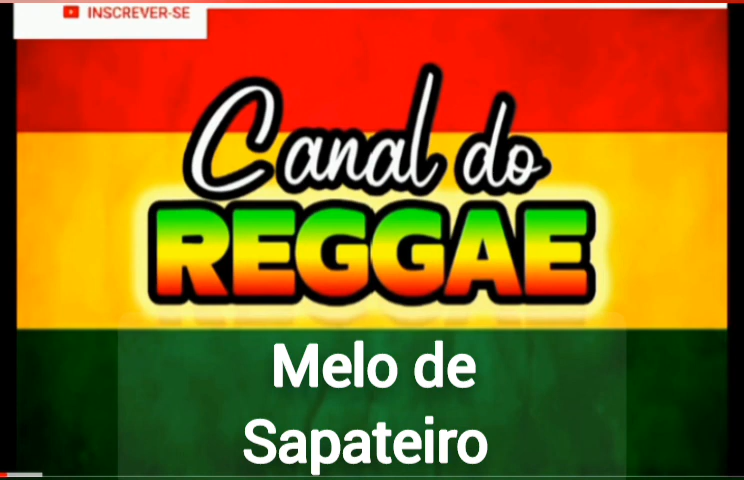 INSCREVER-SE
Canal do
REGGAE
Melo de
Sapateiro